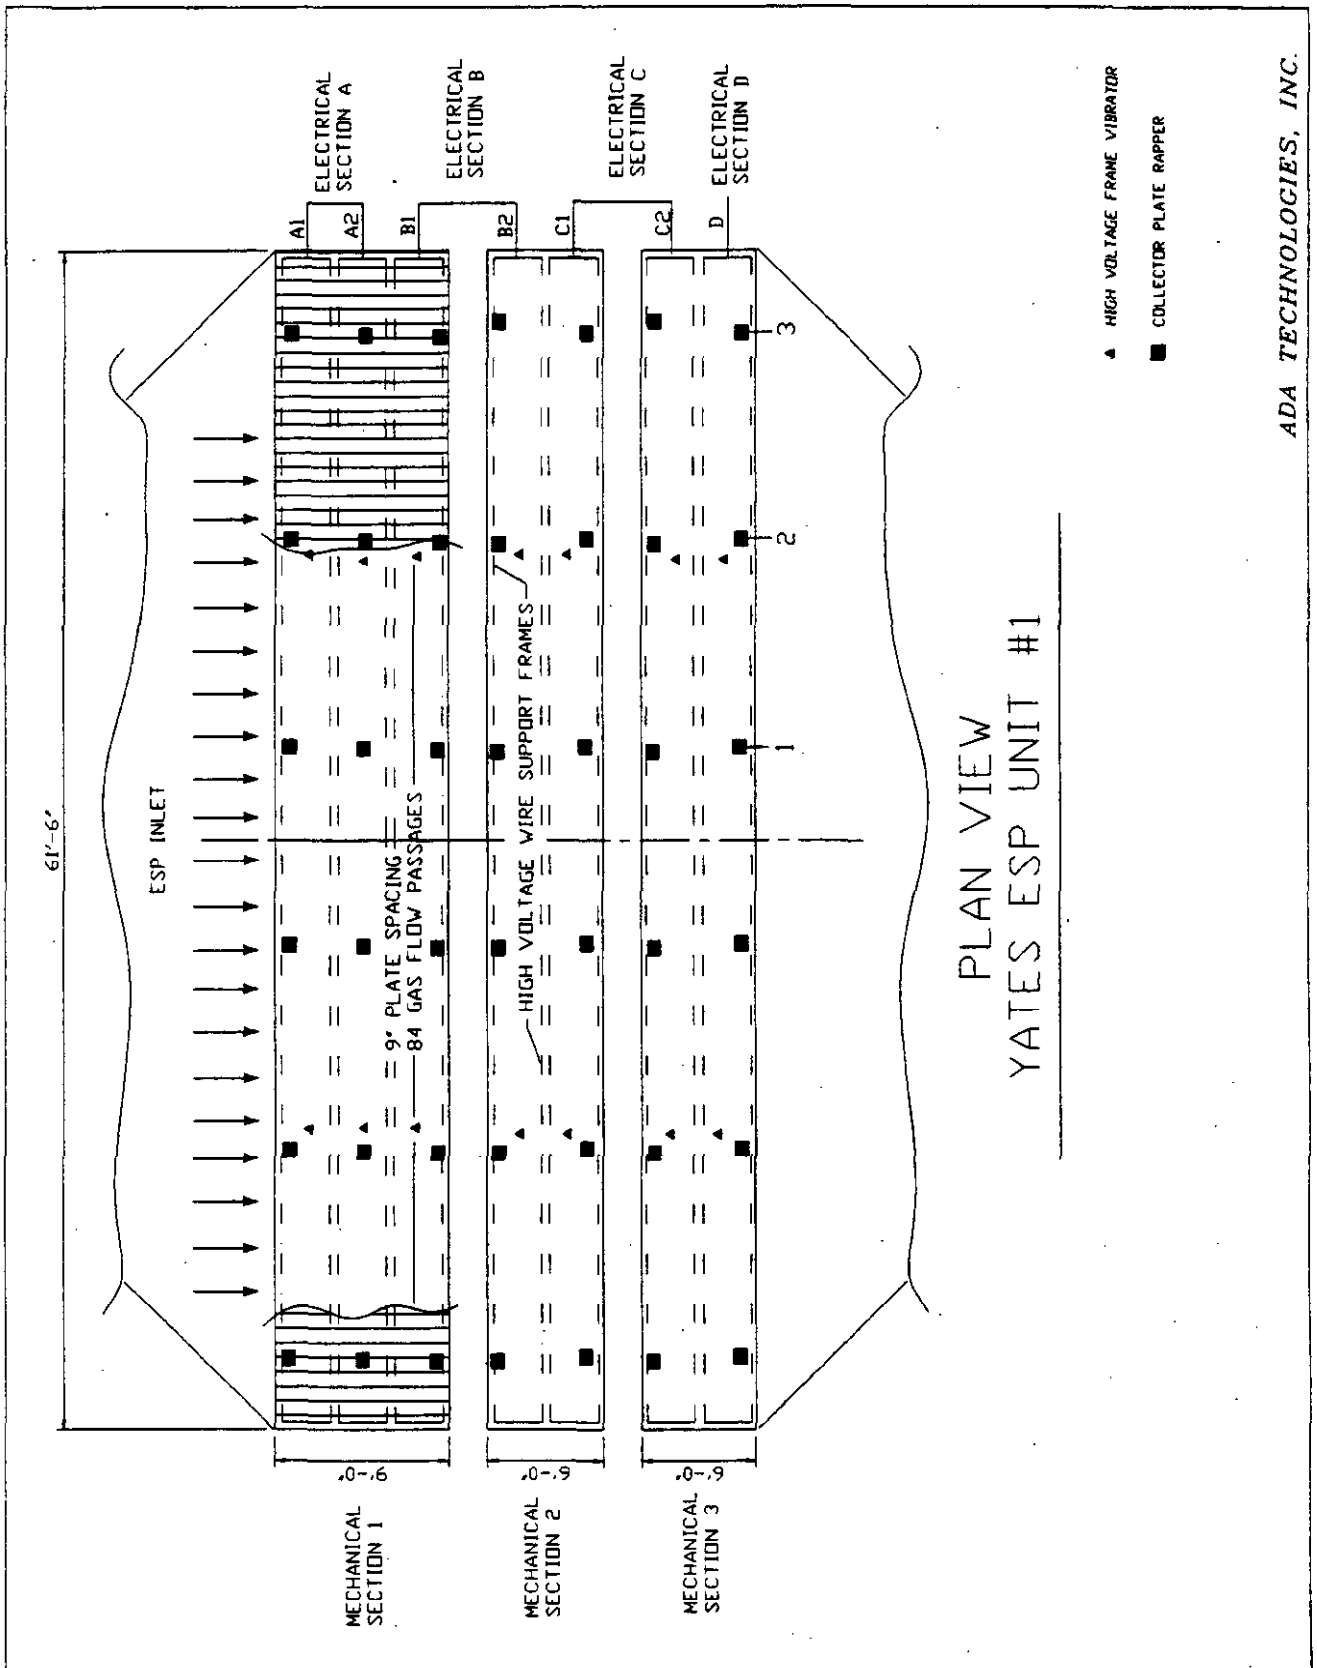 61'-6"
ESP INLET
ELECTRICAL
SECTION A
ELECTRICAL
SECTION B
ELECTRICAL
SECTION C
ELECTRICAL
SECTION D
A1
A2
B1
B2
C1
C2
D
3
2
1
9" PLATE SPACING
84 GAS FLOW PASSAGES
HIGH VOLTAGE WIRE SUPPORT FRAMES
9'-0"
6'-0"
6'-0"
MECHANICAL
SECTION 1
MECHANICAL
SECTION 2
MECHANICAL
SECTION 3
PLAN VIEW
YATES ESP UNIT #1
HIGH VOLTAGE FRAME VIBRATOR
COLLECTOR PLATE RAPPER
ADA TECHNOLOGIES, INC.